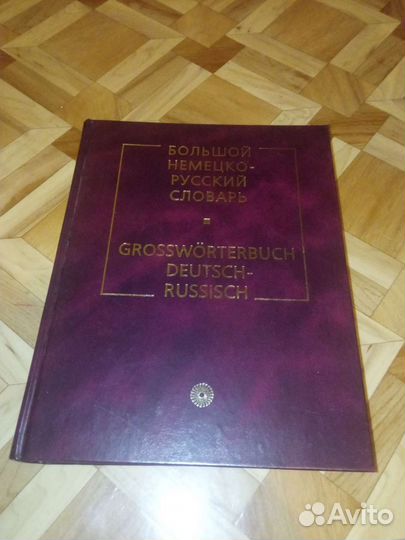 БОЛЬШОЙ
НЕМЕЦКО-
РУССКИЙ
СЛОВАРЬ
GROSSWÖRTERBUCH
DEUTSCH-
RUSSISCH
Avito